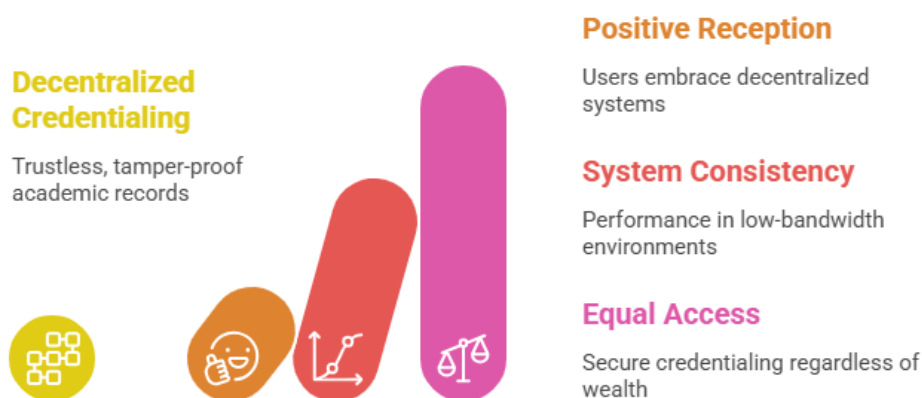 Decentralized
Credentialing
Trustless, tamper-proof
academic records
Positive Reception
Users embrace decentralized
systems
System Consistency
Performance in low-bandwidth
environments
Equal Access
Secure credentialing regardless of
wealth